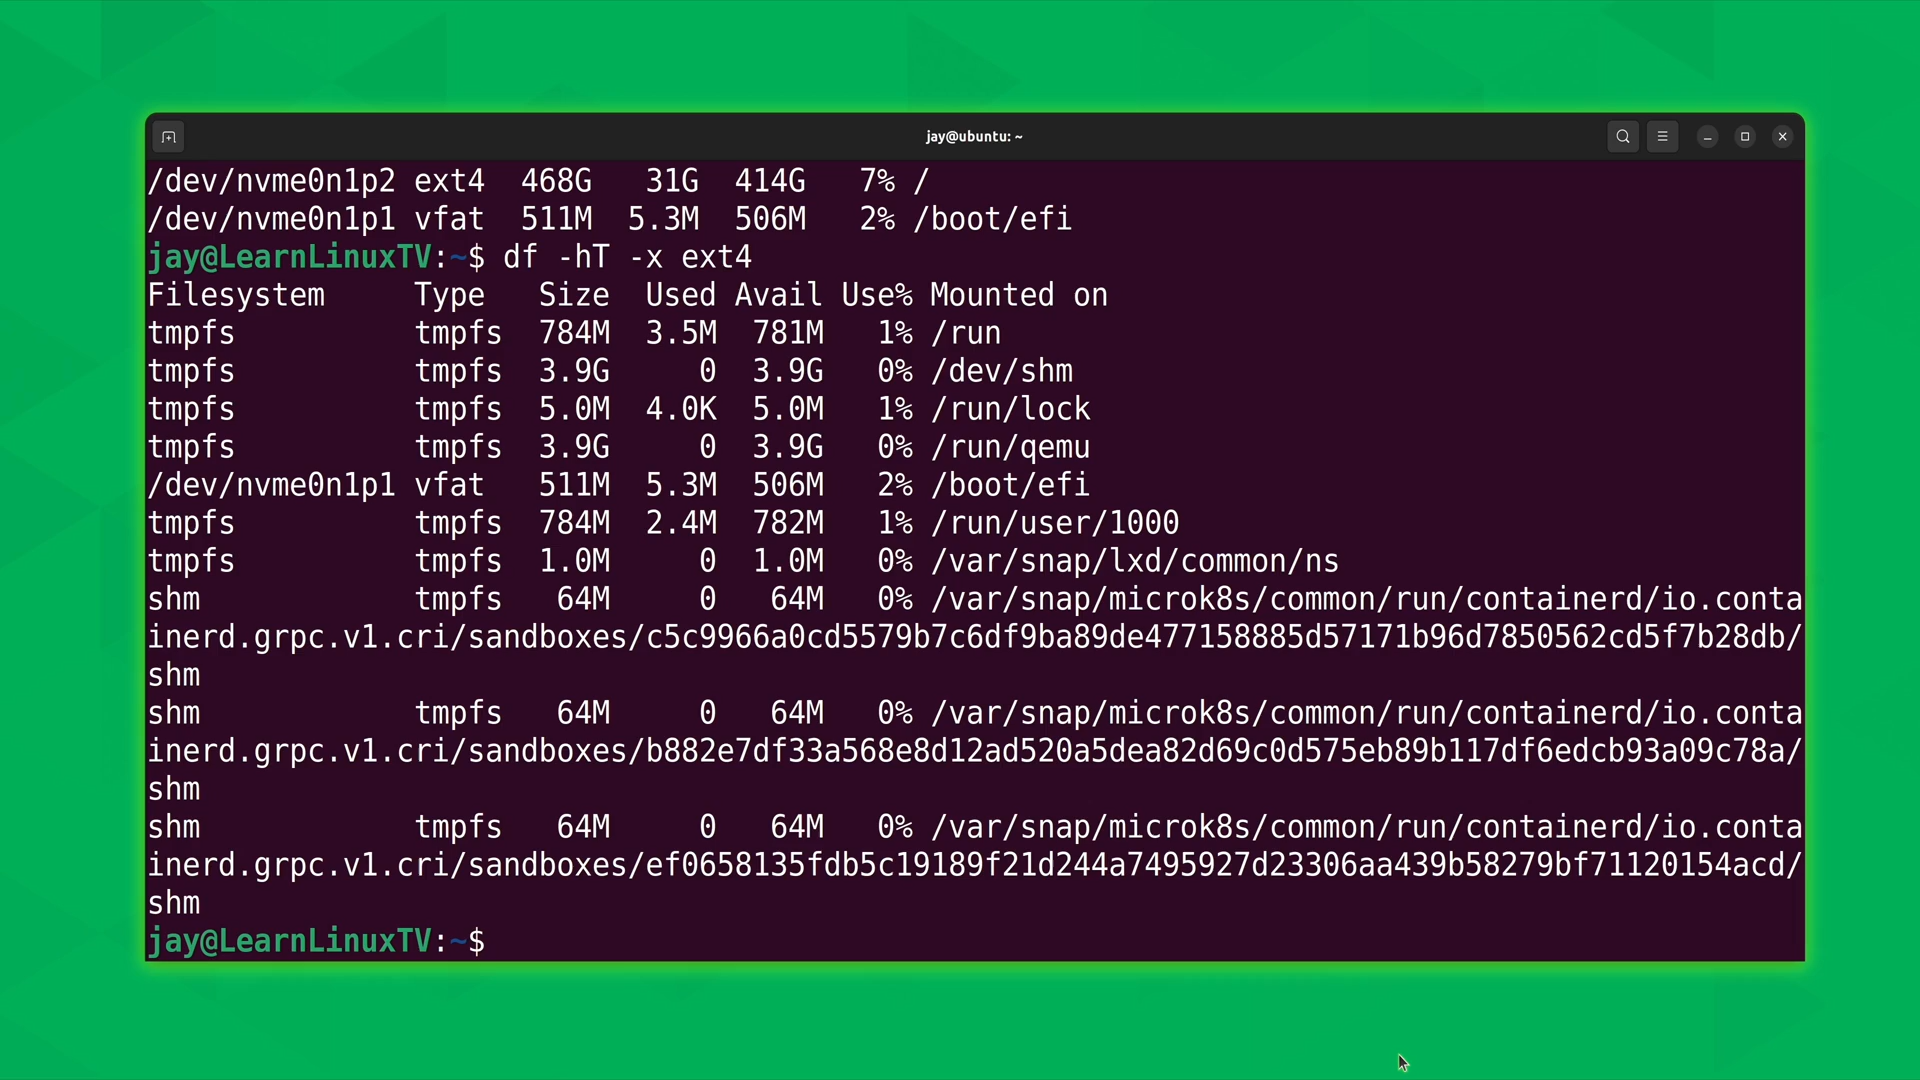 jay@ubuntu: ~
/dev/nvme0n1p2 ext4  468G   31G  414G   7% /
/dev/nvme0n1p1 vfat  511M  5.3M  506M   2% /boot/efi
jay@LearnLinuxTV:~$ df -hT -x ext4
Filesystem     Type   Size  Used Avail Use% Mounted on
tmpfs          tmpfs  784M  3.5M  781M   1% /run
tmpfs          tmpfs  3.9G     0  3.9G   0% /dev/shm
tmpfs          tmpfs  5.0M  4.0K  5.0M   1% /run/lock
tmpfs          tmpfs  3.9G     0  3.9G   0% /run/qemu
/dev/nvme0n1p1 vfat   511M  5.3M  506M   2% /boot/efi
tmpfs          tmpfs  784M  2.4M  782M   1% /run/user/1000
tmpfs          tmpfs  1.0M     0  1.0M   0% /var/snap/lxd/common/ns
shm            tmpfs   64M     0   64M   0% /var/snap/microk8s/common/run/containerd/io.conta
inerd.grpc.v1.cri/sandboxes/c5c9966a0cd5579b7c6df9ba89de477158885d57171b96d7850562cd5f7b28db/
shm
shm            tmpfs   64M     0   64M   0% /var/snap/microk8s/common/run/containerd/io.conta
inerd.grpc.v1.cri/sandboxes/b882e7df33a568e8d12ad520a5dea82d69c0d575eb89b117df6edcb93a09c78a/
shm
shm            tmpfs   64M     0   64M   0% /var/snap/microk8s/common/run/containerd/io.conta
inerd.grpc.v1.cri/sandboxes/ef0658135fdb5c19189f21d244a7495927d23306aa439b58279bf71120154acd/
shm
jay@LearnLinuxTV:~$